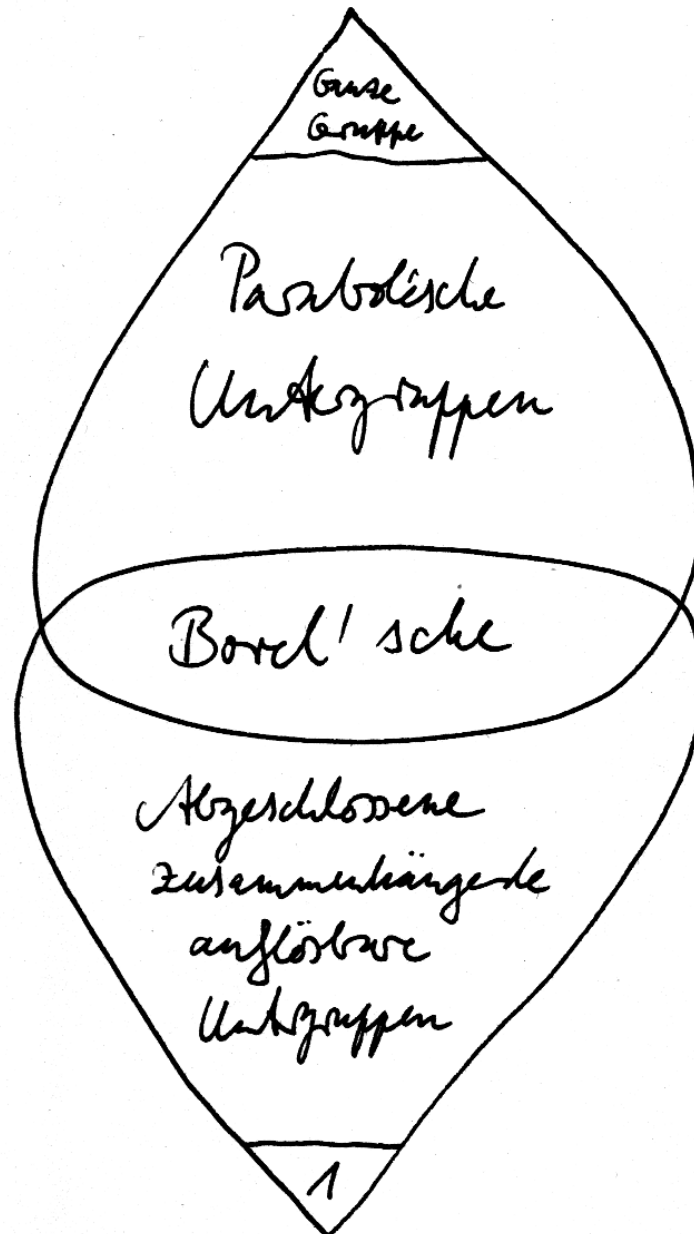 Ganze
Gruppe
Parabolische
Untergruppen
Borel'sche
Abgeschlossene
zusammenhängende
auflösbare
Untergruppen
1